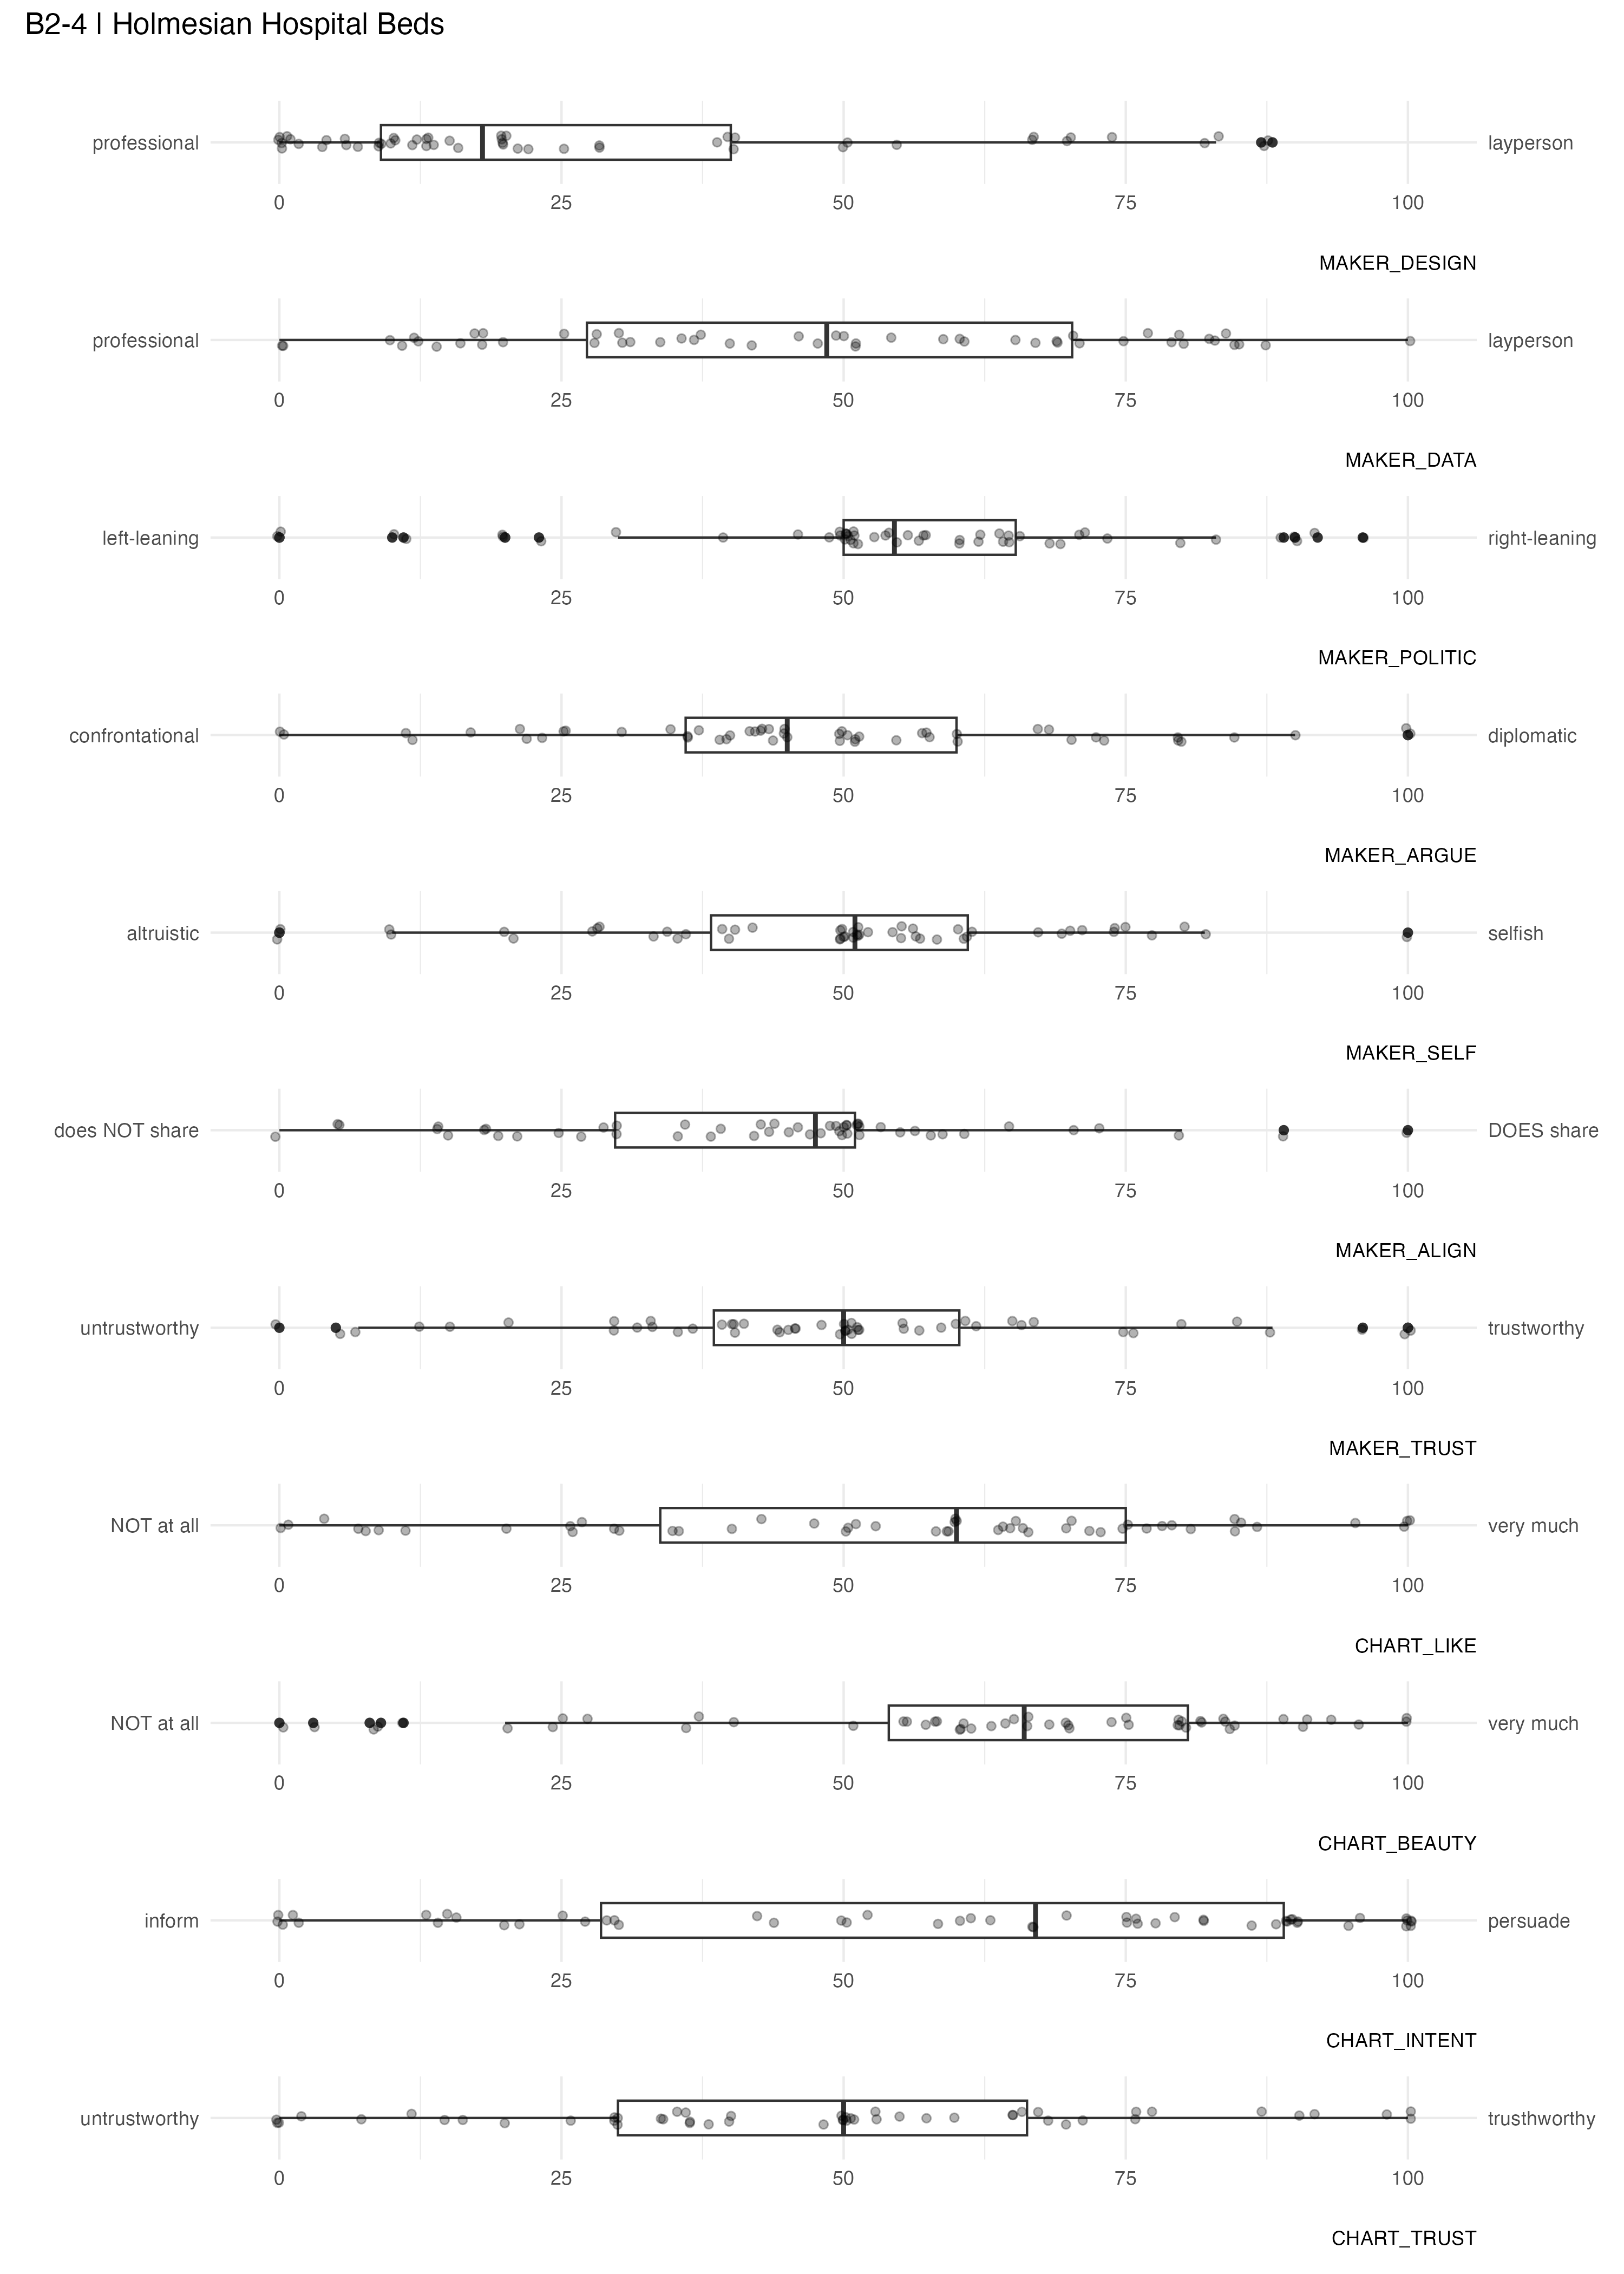 B2-4 | Holmesian Hospital Beds
professional layperson
0 25 50 75 100
MAKER_DESIGN
professional layperson
0 25 50 75 100
MAKER_DATA
left-leaning right-leaning
0 25 50 75 100
MAKER_POLITIC
confrontational diplomatic
0 25 50 75 100
MAKER_ARGUE
altruistic selfish
0 25 50 75 100
MAKER_SELF
does NOT share DOES share
0 25 50 75 100
MAKER_ALIGN
untrustworthy trustworthy
0 25 50 75 100
MAKER_TRUST
NOT at all very much
0 25 50 75 100
CHART_LIKE
NOT at all very much
0 25 50 75 100
CHART_BEAUTY
inform persuade
0 25 50 75 100
CHART_INTENT
untrustworthy trusthworthy
0 25 50 75 100
CHART_TRUST